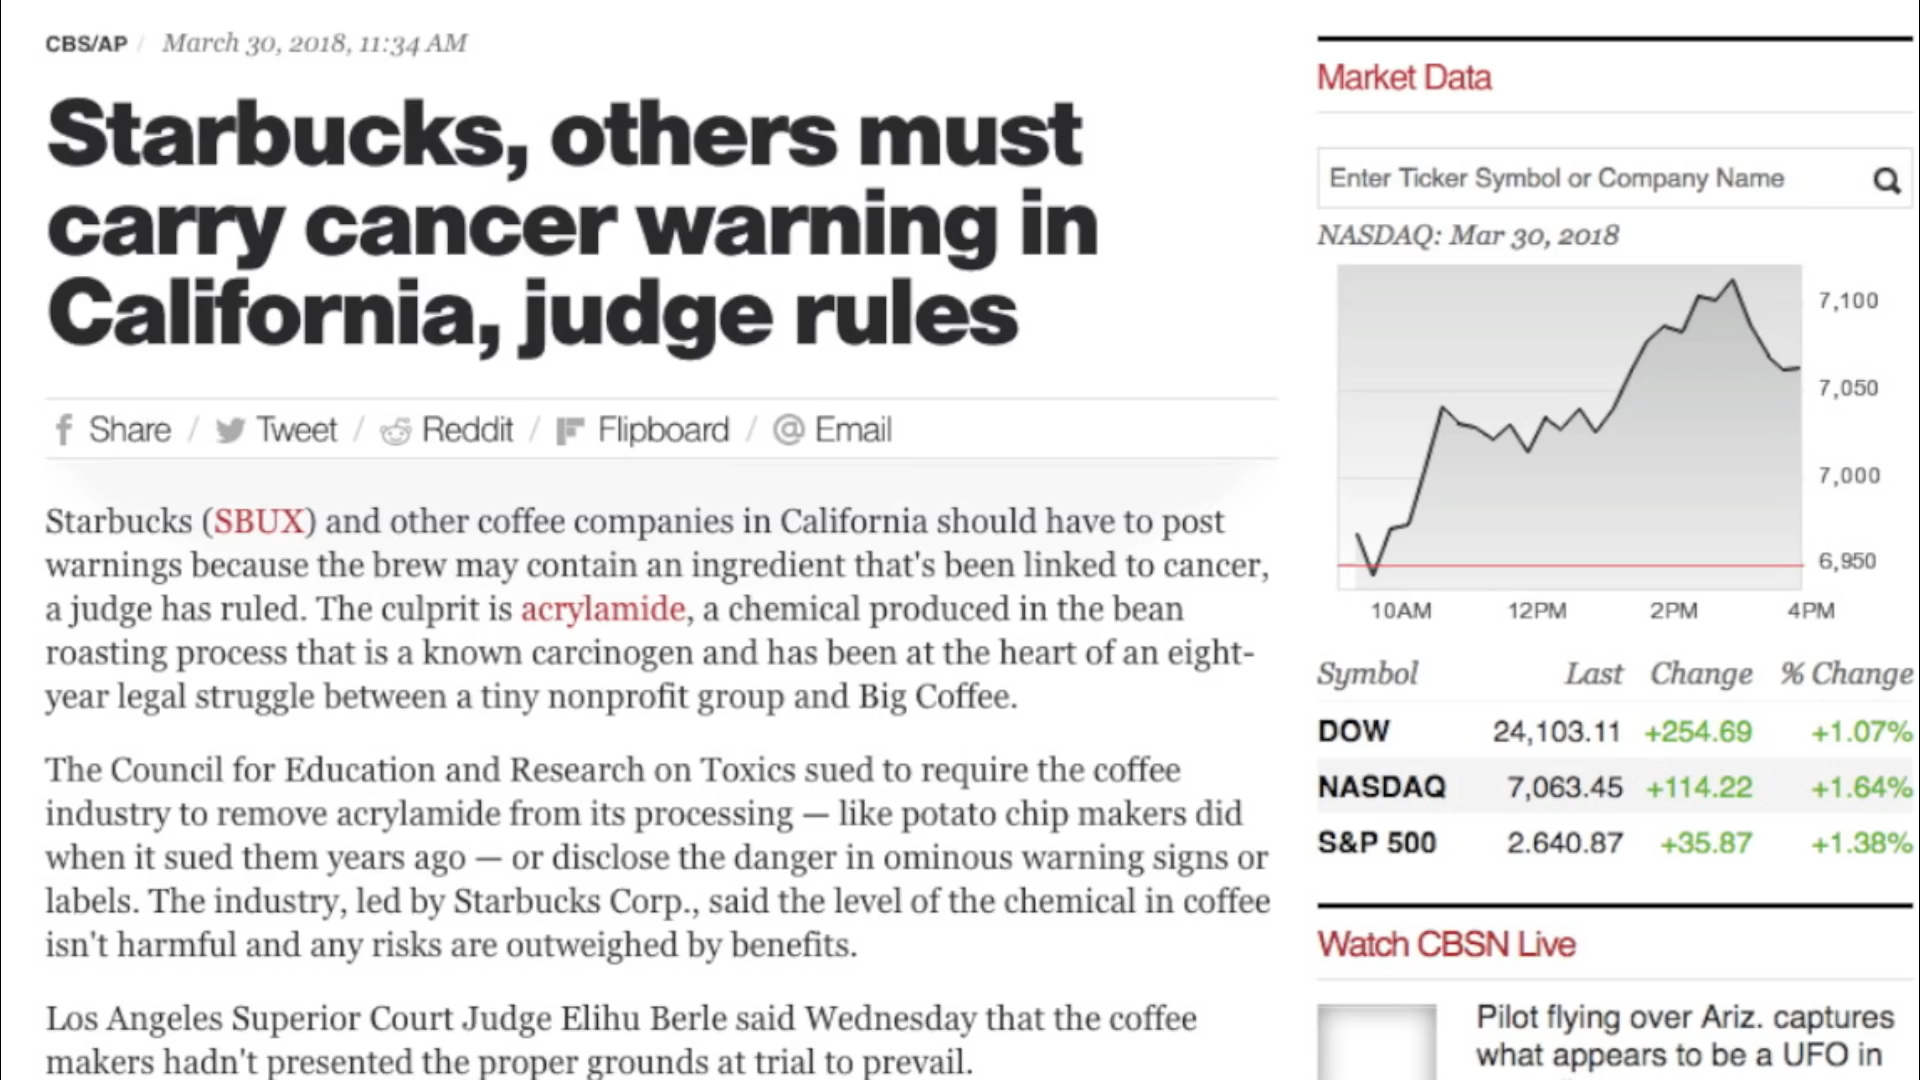 CBS/AP / March 30, 2018, 11:34 AM
Starbucks, others must
carry cancer warning in
California, judge rules
Share / Tweet / Reddit / Flipboard / @ Email
Starbucks (SBUX) and other coffee companies in California should have to post
warnings because the brew may contain an ingredient that's been linked to cancer,
a judge has ruled. The culprit is acrylamide, a chemical produced in the bean
roasting process that is a known carcinogen and has been at the heart of an eight-
year legal struggle between a tiny nonprofit group and Big Coffee.
The Council for Education and Research on Toxics sued to require the coffee
industry to remove acrylamide from its processing — like potato chip makers did
when it sued them years ago — or disclose the danger in ominous warning signs or
labels. The industry, led by Starbucks Corp., said the level of the chemical in coffee
isn't harmful and any risks are outweighed by benefits.
Los Angeles Superior Court Judge Elihu Berle said Wednesday that the coffee
makers hadn't presented the proper grounds at trial to prevail.
Market Data
Enter Ticker Symbol or Company Name
NASDAQ: Mar 30, 2018
7,100
7,050
7,000
6,950
10AM 12PM 2PM 4PM
Symbol Last Change % Change
DOW 24,103.11 +254.69 +1.07%
NASDAQ 7,063.45 +114.22 +1.64%
S&P 500 2.640.87 +35.87 +1.38%
Watch CBSN Live
Pilot flying over Ariz. captures
what appears to be a UFO in